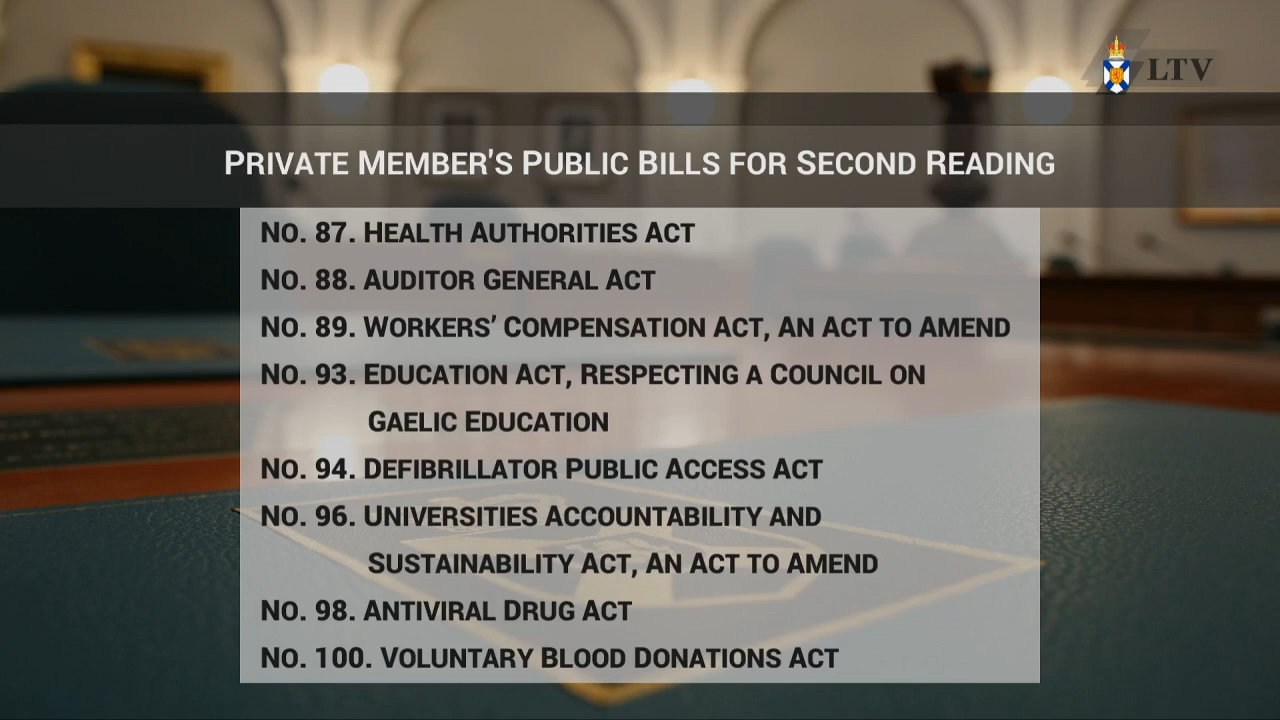 LTV
PRIVATE MEMBER'S PUBLIC BILLS FOR SECOND READING
NO. 87. HEALTH AUTHORITIES ACT
NO. 88. AUDITOR GENERAL ACT
NO. 89. WORKERS’ COMPENSATION ACT, AN ACT TO AMEND
NO. 93. EDUCATION ACT, RESPECTING A COUNCIL ON
GAELIC EDUCATION
NO. 94. DEFIBRILLATOR PUBLIC ACCESS ACT
NO. 96. UNIVERSITIES ACCOUNTABILITY AND
SUSTAINABILITY ACT, AN ACT TO AMEND
NO. 98. ANTIVIRAL DRUG ACT
NO. 100. VOLUNTARY BLOOD DONATIONS ACT